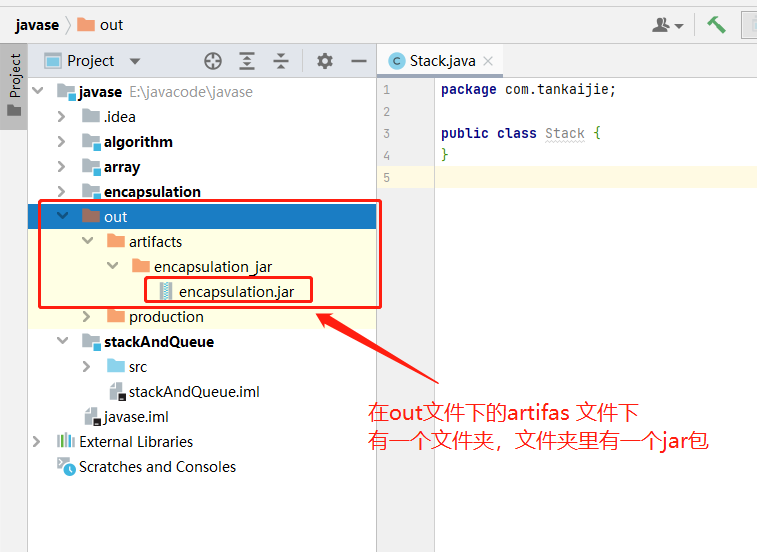 javase
out
Project
Project
Stack.java
javase E:\javacode\javase
.idea
algorithm
array
encapsulation
out
artifacts
encapsulation_jar
encapsulation.jar
production
stackAndQueue
src
stackAndQueue.iml
javase.iml
External Libraries
Scratches and Consoles
1 package com.tankaijie;
2
3 public class Stack {
4 }
5
在out文件下的artifas 文件下
有一个文件夹，文件夹里有一个jar包